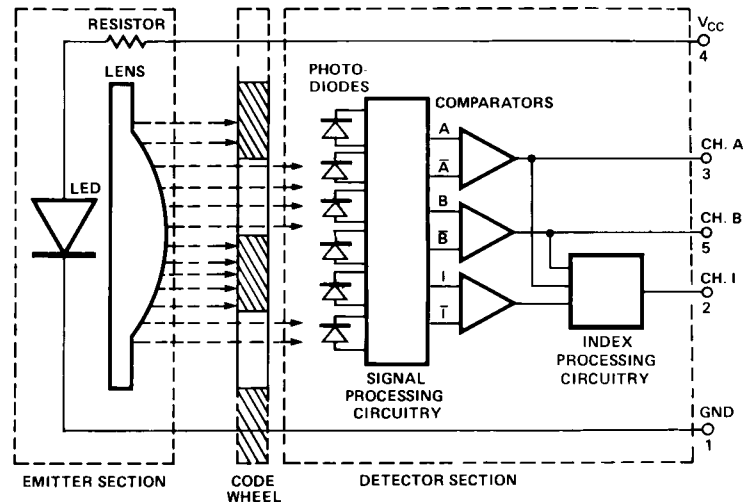 RESISTOR
LENS
LED
PHOTO-
DIODES
COMPARATORS
A
A̅
B
B̅
I
I̅
VCC
4
CH. A
3
CH. B
5
CH. I
2
GND
1
SIGNAL
PROCESSING
CIRCUITRY
INDEX
PROCESSING
CIRCUITRY
EMITTER SECTION
CODE
WHEEL
DETECTOR SECTION